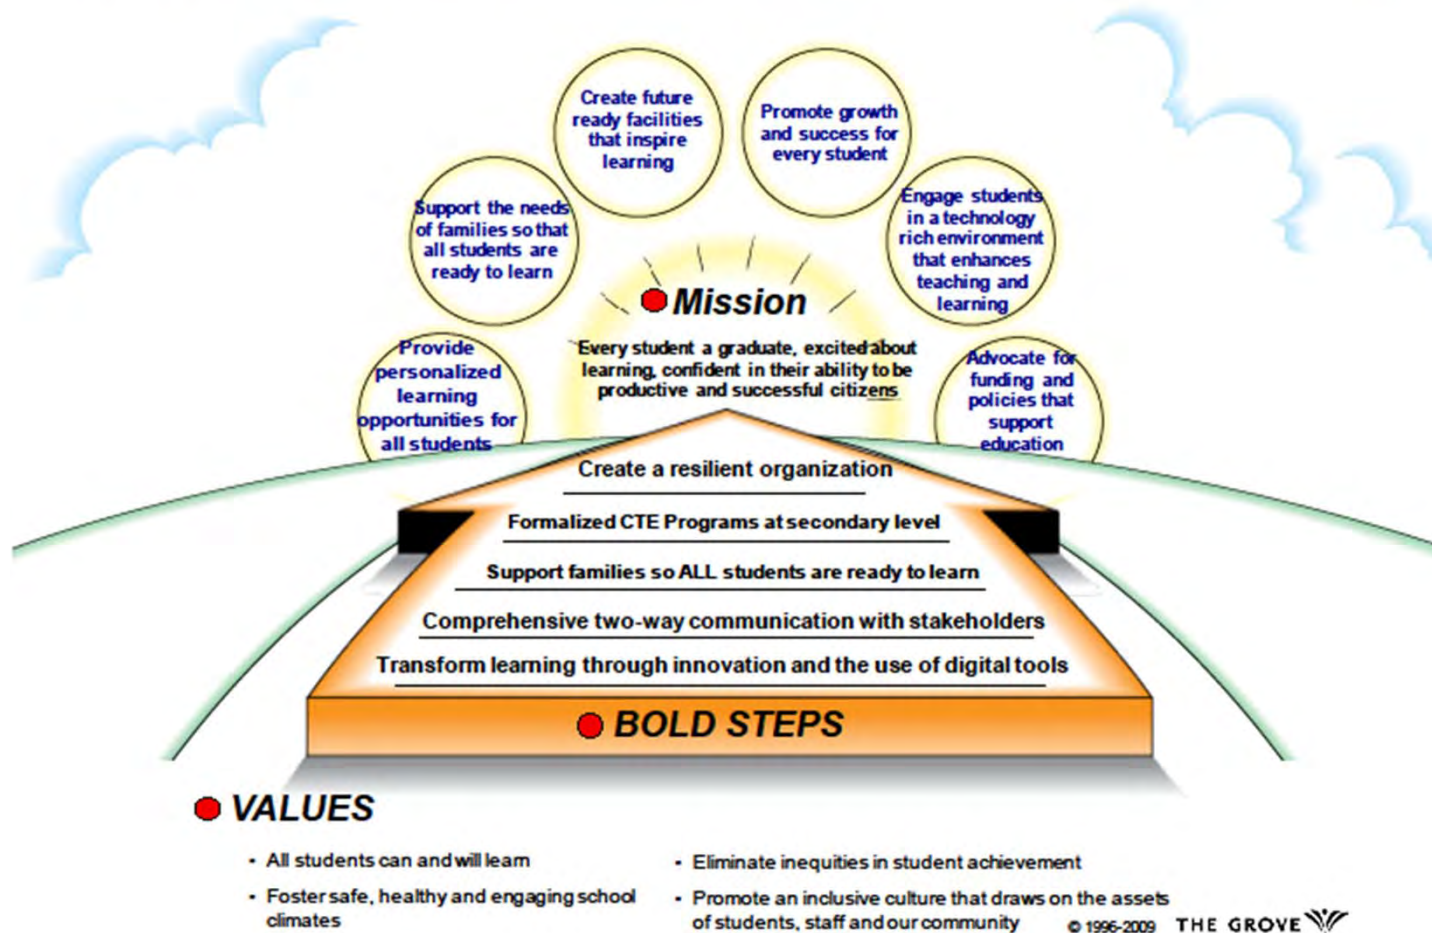 Create future
ready facilities
that inspire
learning
Promote growth
and success for
every student
Support the needs
of families so that
all students are
ready to learn
Engage students
in a technology
rich environment
that enhances
teaching and
learning
Provide
personalized
learning
opportunities for
all students
Mission
Every student a graduate, excited about
learning, confident in their ability to be
productive and successful citizens
Advocate for
funding and
policies that
support
education
Create a resilient organization
Formalized CTE Programs at secondary level
Support families so ALL students are ready to learn
Comprehensive two-way communication with stakeholders
Transform learning through innovation and the use of digital tools
BOLD STEPS
VALUES
• All students can and will learn
• Foster safe, healthy and engaging school
climates
• Eliminate inequities in student achievement
• Promote an inclusive culture that draws on the assets
of students, staff and our community
© 1996-2009 THE GROVE